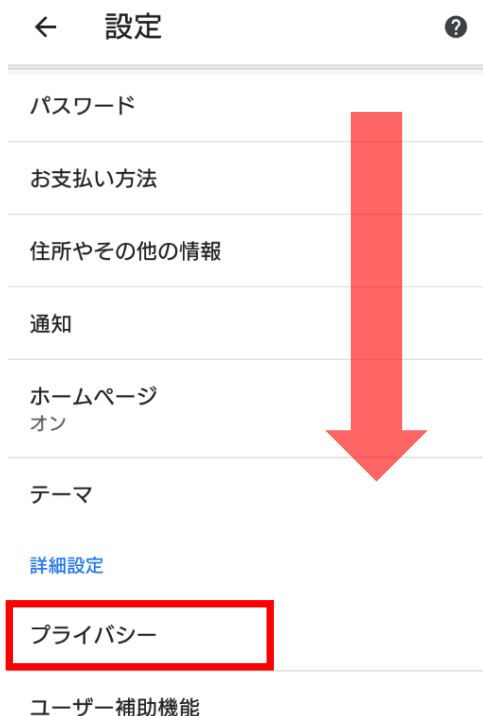 設定
パスワード
お支払い方法
住所やその他の情報
通知
ホームページ
オン
テーマ
詳細設定
プライバシー
ユーザー補助機能